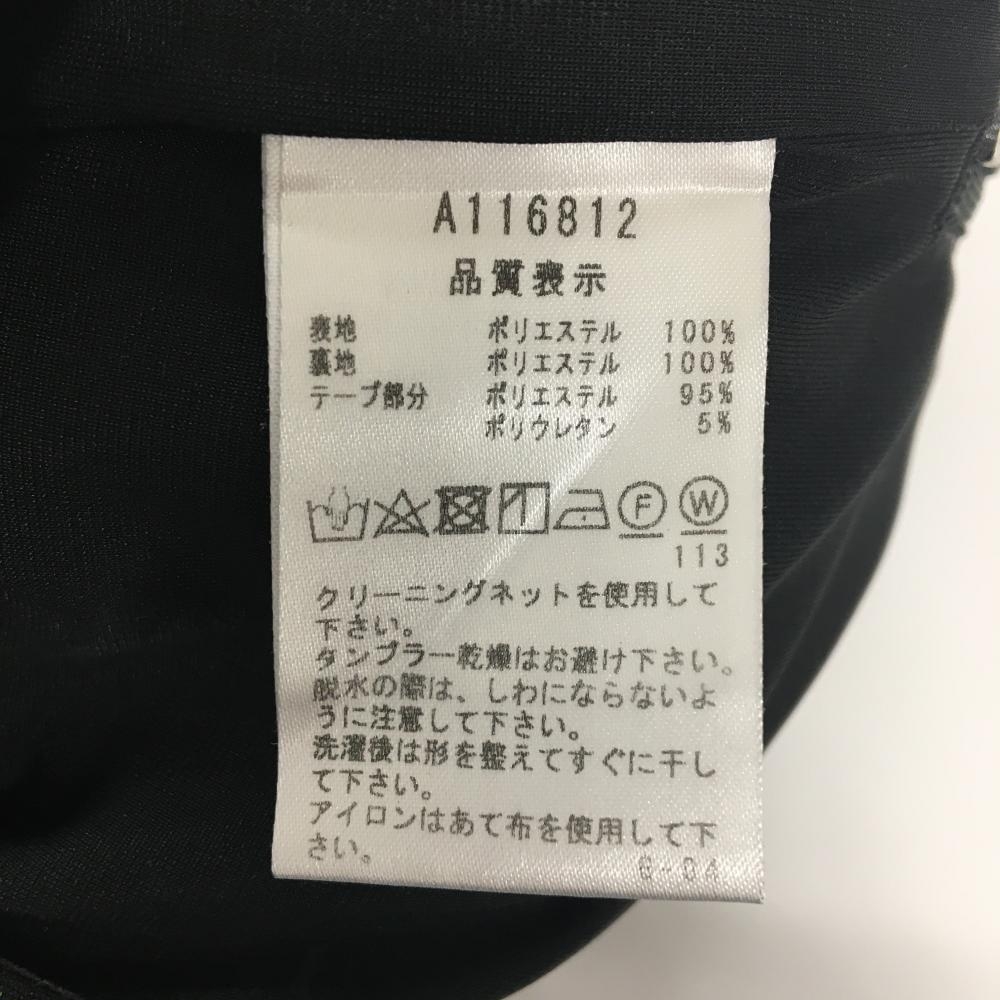 A116812
品質表示
表地 ポリエステル 100%
裏地 ポリエステル 100%
テープ部分 ポリエステル 95%
ポリウレタン 5%
F W
113
クリーニングネットを使用して
下さい。
タンブラー乾燥はお避け下さい。
脱水の際は、しわにならないよ
うに注意して下さい。
洗濯後は形を整えてすぐに干し
て下さい。
アイロンはあて布を使用して下
さい。